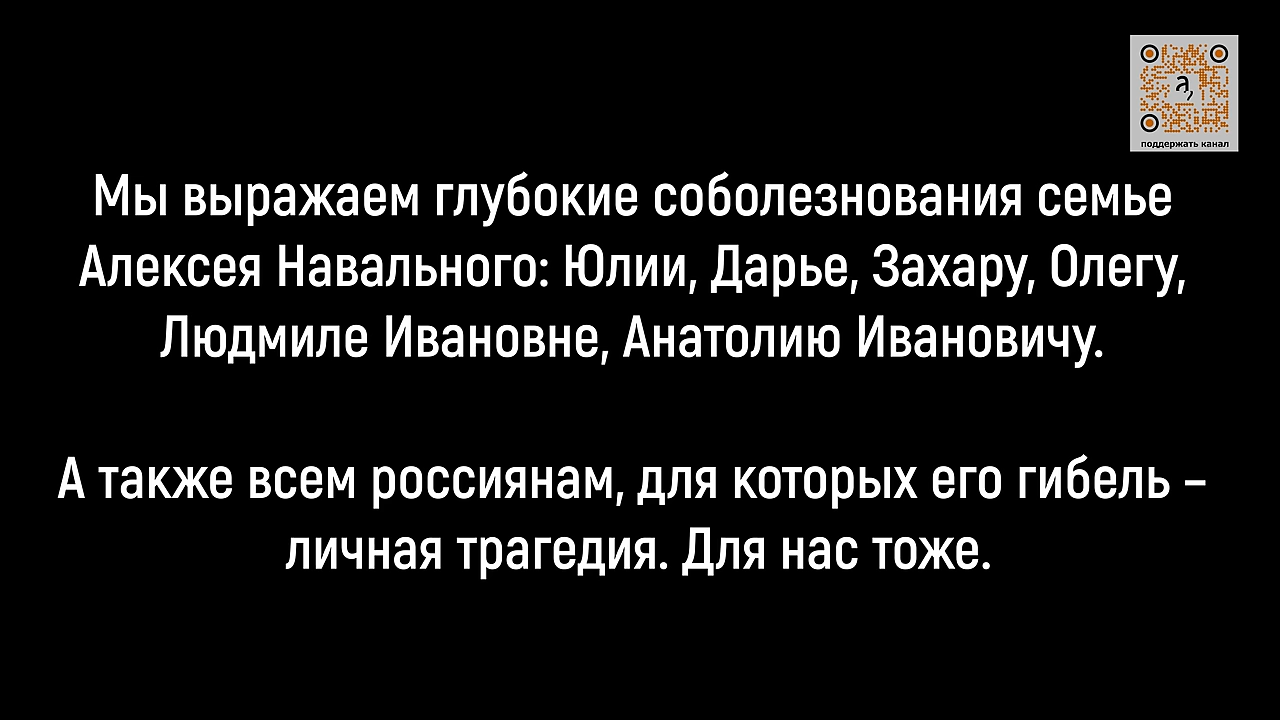 а,
поддержать канал
Мы выражаем глубокие соболезнования семье
Алексея Навального: Юлии, Дарье, Захару, Олегу,
Людмиле Ивановне, Анатолию Ивановичу.
А также всем россиянам, для которых его гибель –
личная трагедия. Для нас тоже.